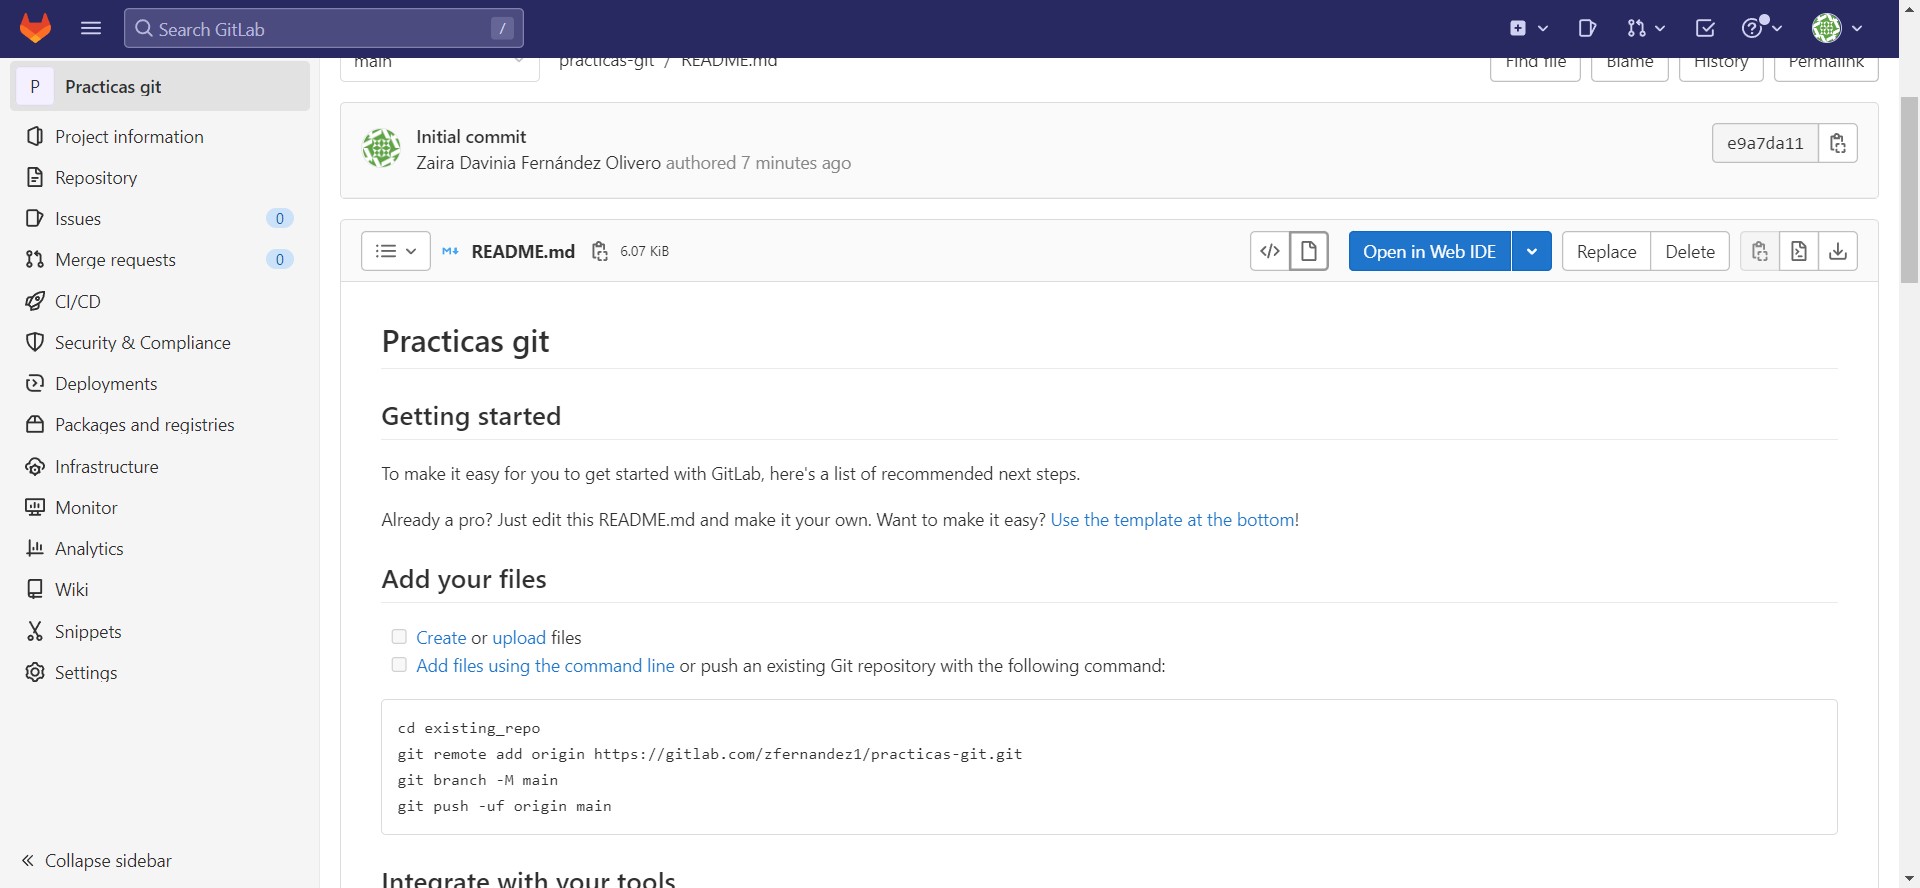 Search GitLab /
P Practicas git
Project information
Repository
Issues 0
Merge requests 0
CI/CD
Security & Compliance
Deployments
Packages and registries
Infrastructure
Monitor
Analytics
Wiki
Snippets
Settings
Collapse sidebar
main practicas-git / README.md Find file Blame History Permalink
Initial commit
Zaira Davinia Fernández Olivero authored 7 minutes ago
e9a7da11
README.md 6.07 KiB
Open in Web IDE Replace Delete
Practicas git
Getting started
To make it easy for you to get started with GitLab, here's a list of recommended next steps.
Already a pro? Just edit this README.md and make it your own. Want to make it easy? Use the template at the bottom!
Add your files
Create or upload files
Add files using the command line or push an existing Git repository with the following command:
cd existing_repo
git remote add origin https://gitlab.com/zfernandez1/practicas-git.git
git branch -M main
git push -uf origin main
Integrate with your tools